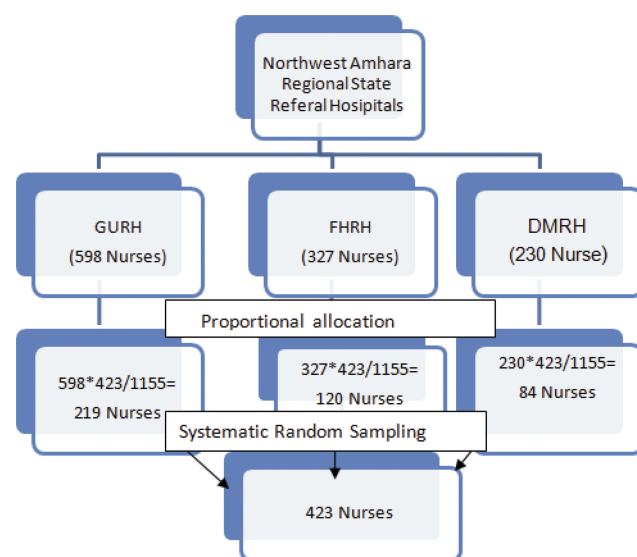 Northwest Amhara
Regional State
Referal Hosipitals
GURH
(598 Nurses)
FHRH
(327 Nurses)
DMRH
(230 Nurse)
Proportional allocation
598*423/1155=
219 Nurses
327*423/1155=
120 Nurses
230*423/1155=
84 Nurses
Systematic Random Sampling
423 Nurses